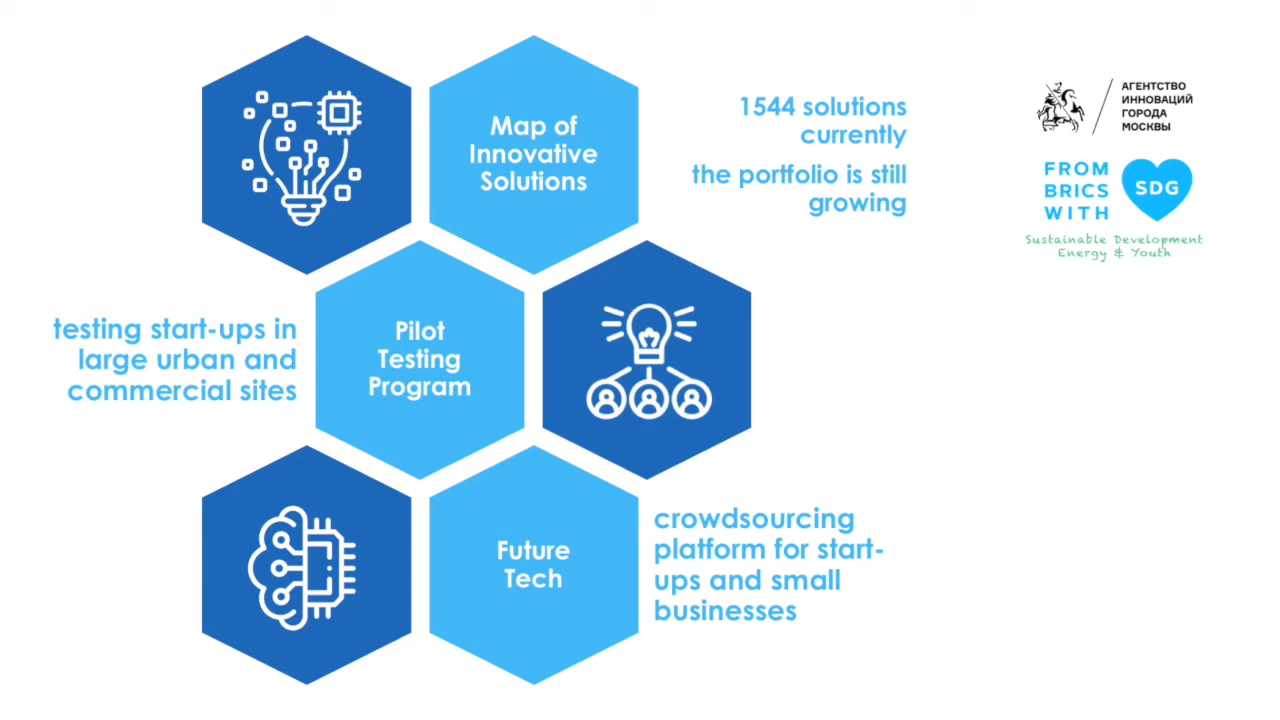 Map of
Innovative
Solutions
1544 solutions
currently
the portfolio is still
growing
АГЕНТСТВО
ИННОВАЦИЙ
ГОРОДА
МОСКВЫ
FROM
BRICS
WITH
SDG
Sustainable Development
Energy & Youth
testing start-ups in
large urban and
commercial sites
Pilot
Testing
Program
Future
Tech
crowdsourcing
platform for start-
ups and small
businesses